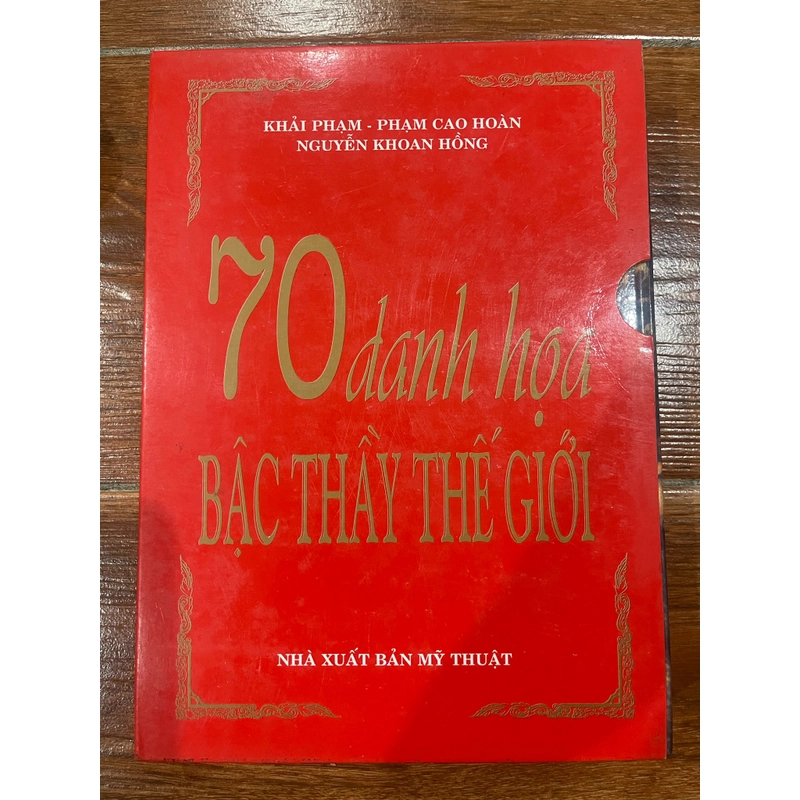 KHẢI PHẠM - PHẠM CAO HOÀN
NGUYỄN KHOAN HỒNG
70 danh họa
BẬC THẦY THẾ GIỚI
NHÀ XUẤT BẢN MỸ THUẬT